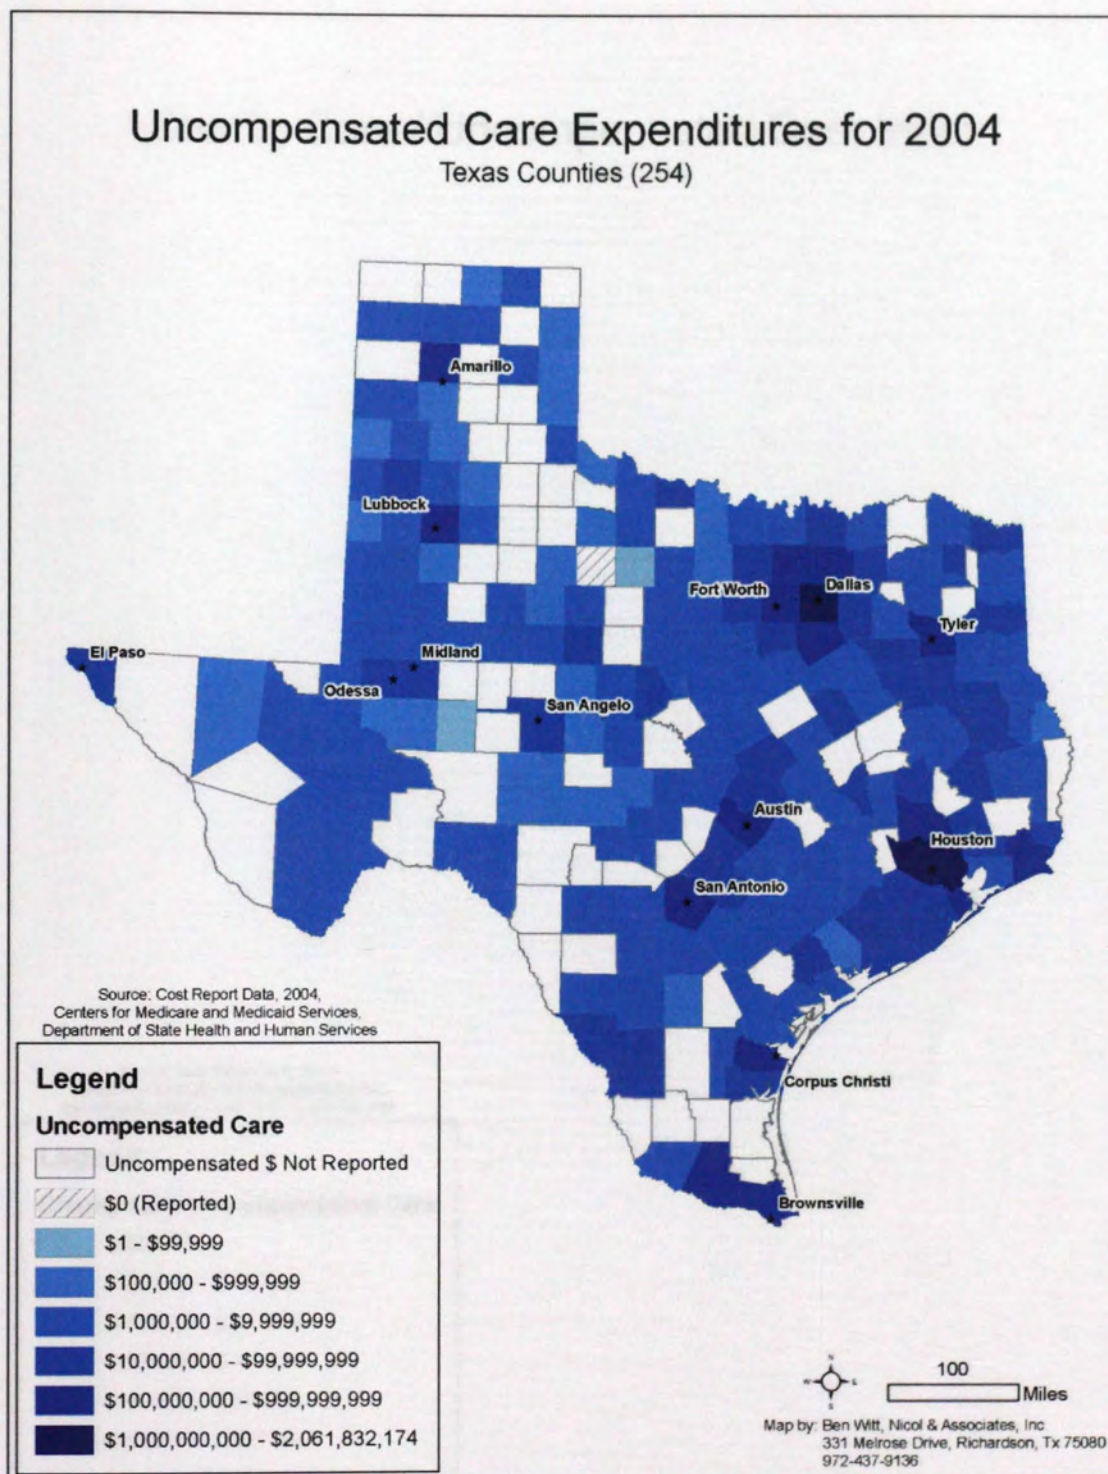 Uncompensated Care Expenditures for 2004
Texas Counties (254)
Amarillo
Lubbock
Fort Worth
Dallas
Tyler
El Paso
Midland
Odessa
San Angelo
Austin
Houston
San Antonio
Source: Cost Report Data, 2004,
Centers for Medicare and Medicaid Services,
Department of State Health and Human Services
Corpus Christi
Brownsville
Legend
Uncompensated Care
Uncompensated $ Not Reported
$0 (Reported)
$1 - $99,999
$100,000 - $999,999
$1,000,000 - $9,999,999
$10,000,000 - $99,999,999
$100,000,000 - $999,999,999
$1,000,000,000 - $2,061,832,174
N
W E
S
100
Miles
Map by: Ben Witt, Nicol & Associates, Inc
331 Melrose Drive, Richardson, Tx 75080
972-437-9136